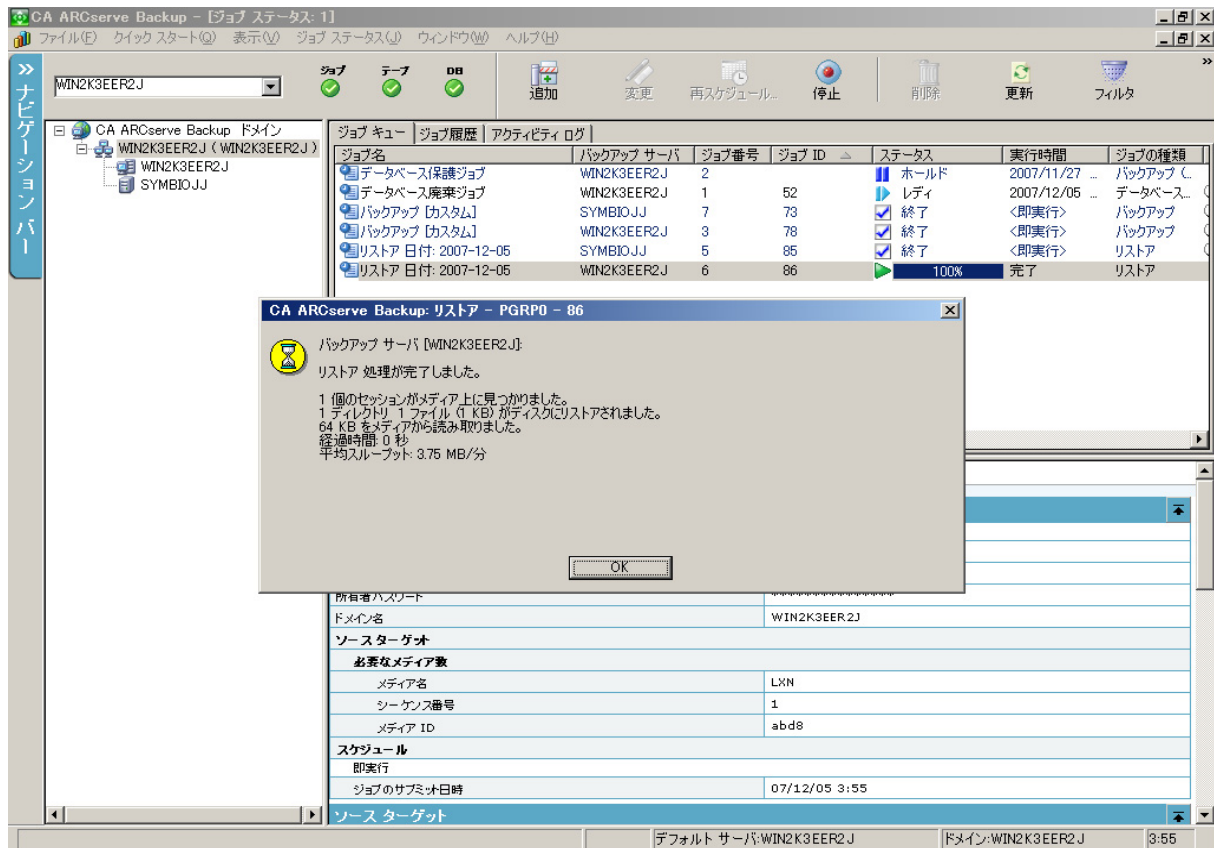 CA ARCserve Backup - [ジョブ ステータス: 1]
ファイル(F) クイック スタート(Q) 表示(V) ジョブ ステータス(J) ウィンドウ(W) ヘルプ(H)
ナビゲーション バー
WIN2K3EER2J
ジョブ テープ DB
追加 変更 再スケジュール... 停止 削除 更新 フィルタ
CA ARCserve Backup ドメイン
WIN2K3EER2J ( WIN2K3EER2J )
WIN2K3EER2J
SYMBIOJJ
ジョブ キュー ジョブ履歴 アクティビティ ログ
ジョブ名 バックアップ サーバ ジョブ番号 ジョブ ID ステータス 実行時間 ジョブの種類
データベース保護ジョブ WIN2K3EER2J 2 ホールド 2007/11/27 ... バックアップ (...
データベース廃棄ジョブ WIN2K3EER2J 1 52 レディ 2007/12/05 ... データベース...
バックアップ [カスタム] SYMBIOJJ 7 73 終了 <即実行> バックアップ
バックアップ [カスタム] WIN2K3EER2J 3 78 終了 <即実行> バックアップ
リストア 日付: 2007-12-05 SYMBIOJJ 5 85 終了 <即実行> リストア
リストア 日付: 2007-12-05 WIN2K3EER2J 6 86 100% 完了 リストア
CA ARCserve Backup: リストア - PGRP0 - 86
バックアップ サーバ [WIN2K3EER2J]:
リストア 処理が完了しました。
1 個のセッションがメディア上に見つかりました。
1 ディレクトリ 1 ファイル (1 KB) がディスクにリストアされました。
64 KB をメディアから読み取りました。
経過時間: 0 秒
平均スループット: 3.75 MB/分
OK
所有者パスワード ****************
ドメイン名 WIN2K3EER2J
ソース ターゲット
必要なメディア数
メディア名 LXN
シーケンス番号 1
メディア ID abd8
スケジュール
即実行
ジョブのサブミット日時 07/12/05 3:55
ソース ターゲット
デフォルト サーバ:WIN2K3EER2J ドメイン:WIN2K3EER2J 3:55